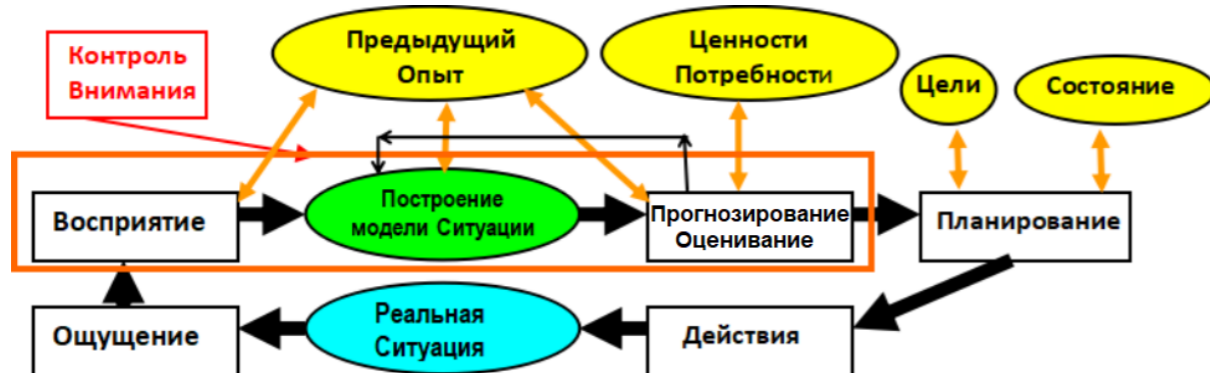 Контроль
Внимания
Предыдущий
Опыт
Ценности
Потребности
Цели
Состояние
Восприятие
Построение
модели Ситуации
Прогнозирование
Оценивание
Планирование
Ощущение
Реальная
Ситуация
Действия